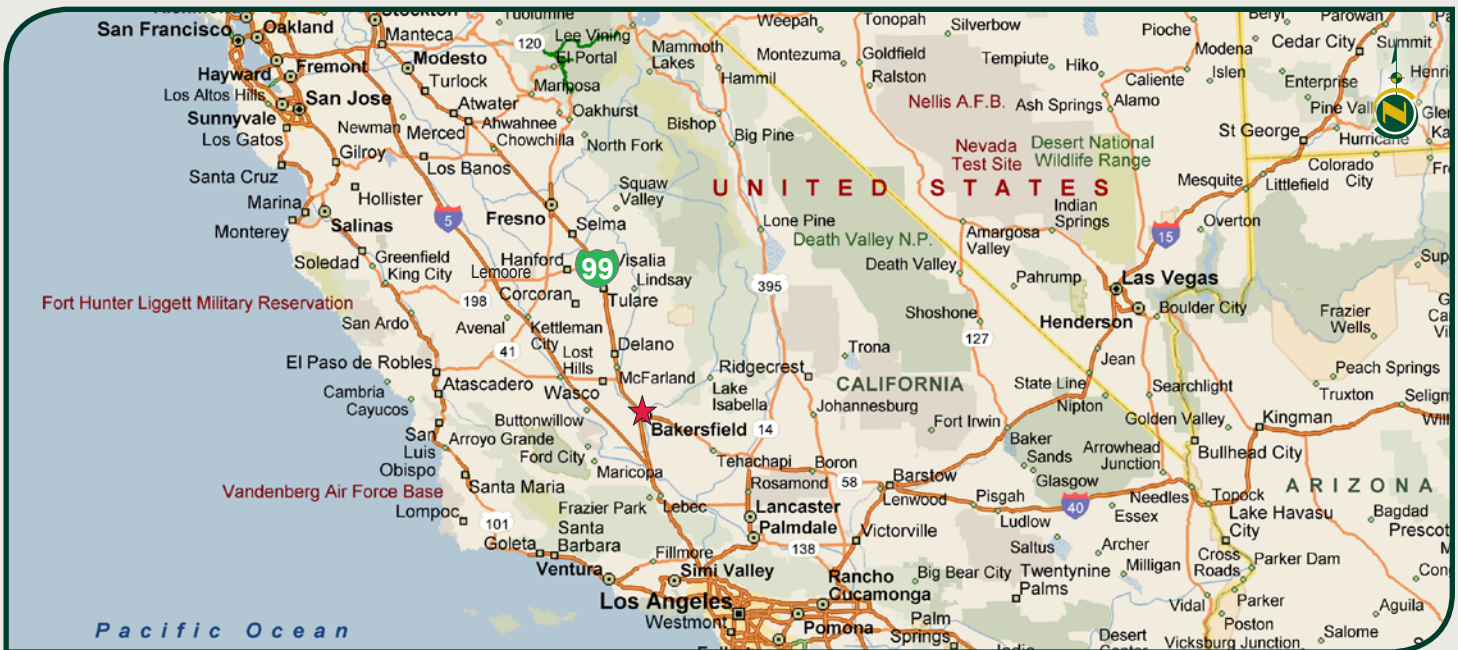 San Francisco
Oakland
Stockton
Manteca
Tuolumne
120
Lee Vining
El Portal
Mariposa
Mammoth
Lakes
Hammil
Weepah
Tonopah
Silverbow
Montezuma
Goldfield
Ralston
Tempiute
Hiko
Pioche
Modena
Beryl
Parowan
Cedar City
Summit
Caliente
Islen
Enterprise
Hayward
Fremont
Modesto
Turlock
Los Altos Hills
San Jose
Atwater
Sunnyvale
Los Gatos
Newman
Merced
Ahwahnee
Chowchilla
Oakhurst
North Fork
Bishop
Big Pine
Nellis A.F.B.
Ash Springs
Alamo
Nevada
Test Site
Desert National
Wildlife Range
St George
N
Hurricane
Colorado
City
Gilroy
Los Banos
Santa Cruz
Hollister
Squaw
Valley
UNITED STATES
Mesquite
Littlefield
Marina
Salinas
Monterey
5
Fresno
Selma
Lone Pine
Death Valley N.P.
Amargosa
Valley
Indian
Springs
15
Overton
Soledad
Greenfield
King City
Lemoore
Hanford
99
Visalia
Lindsay
Death Valley
Pahrump
Las Vegas
Fort Hunter Liggett Military Reservation
198
Corcoran
Tulare
395
Boulder City
Henderson
San Ardo
Avenal
Kettleman
City
Shoshone
Frazier
Wells
41
Lost
Hills
Delano
127
Trona
Jean
El Paso de Robles
McFarland
Ridgecrest
CALIFORNIA
State Line
Searchlight
Peach Springs
Truxton
Atascadero
Cambria
Cayucos
Wasco
Lake
Isabella
Johannesburg
Nipton
Golden Valley
Kingman
Buttonwillow
Bakersfield
14
Fort Irwin
San
Luis
Obispo
Arroyo Grande
Ford City
Baker
Sands
Arrowhead
Junction
Bullhead City
Maricopa
Tehachapi
Boron
Barstow
Glasgow
ARIZONA
Vandenberg Air Force Base
Santa Maria
Rosamond
58
Lenwood
Pisgah
40
Needles
Topock
Lompoc
101
Frazier Park
Lebec
Lancaster
Palmdale
Ludlow
Essex
Lake Havasu
City
Bagdad
Santa
Barbara
Goleta
138
Victorville
Saltus
Archer
Cross
Roads
Parker Dam
Fillmore
Ventura
Simi Valley
Rancho
Cucamonga
Big Bear City
Twentynine
Palms
Milligan
Los Angeles
Westmont
Pomona
Palm
Springs
Vidal
Parker
Poston
Aguila
Salome
Pacific Ocean
Desert
Vicksburg Junction